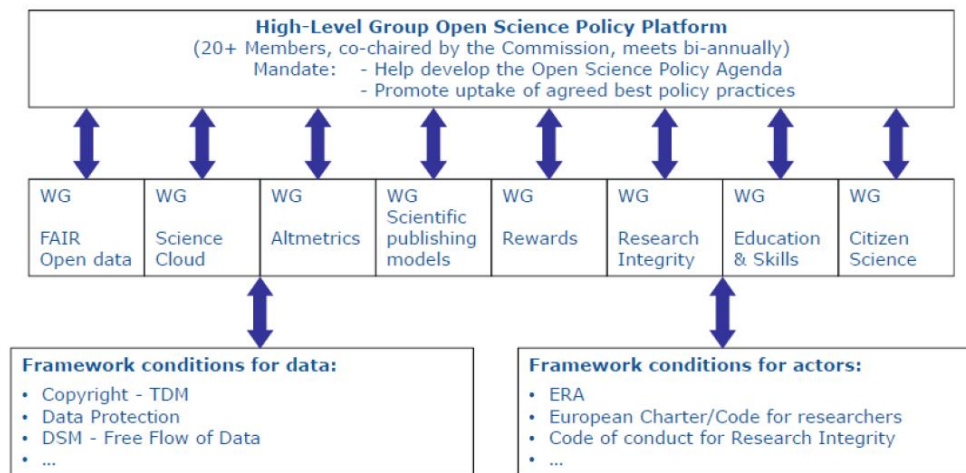 High-Level Group Open Science Policy Platform
(20+ Members, co-chaired by the Commission, meets bi-annually)
Mandate: - Help develop the Open Science Policy Agenda
- Promote uptake of agreed best policy practices
WG
FAIR
Open data
WG
Science
Cloud
WG
Altmetrics
WG
Scientific
publishing
models
WG
Rewards
WG
Research
Integrity
WG
Education
& Skills
WG
Citizen
Science
Framework conditions for data:
• Copyright - TDM
• Data Protection
• DSM - Free Flow of Data
• ...
Framework conditions for actors:
• ERA
• European Charter/Code for researchers
• Code of conduct for Research Integrity
• ...